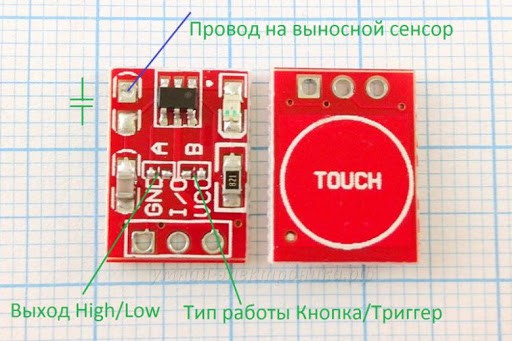 Провод на выносной сенсор
A B
GND
I/O
VCC
821
TOUCH
Выход High/Low
Тип работы Кнопка/Триггер